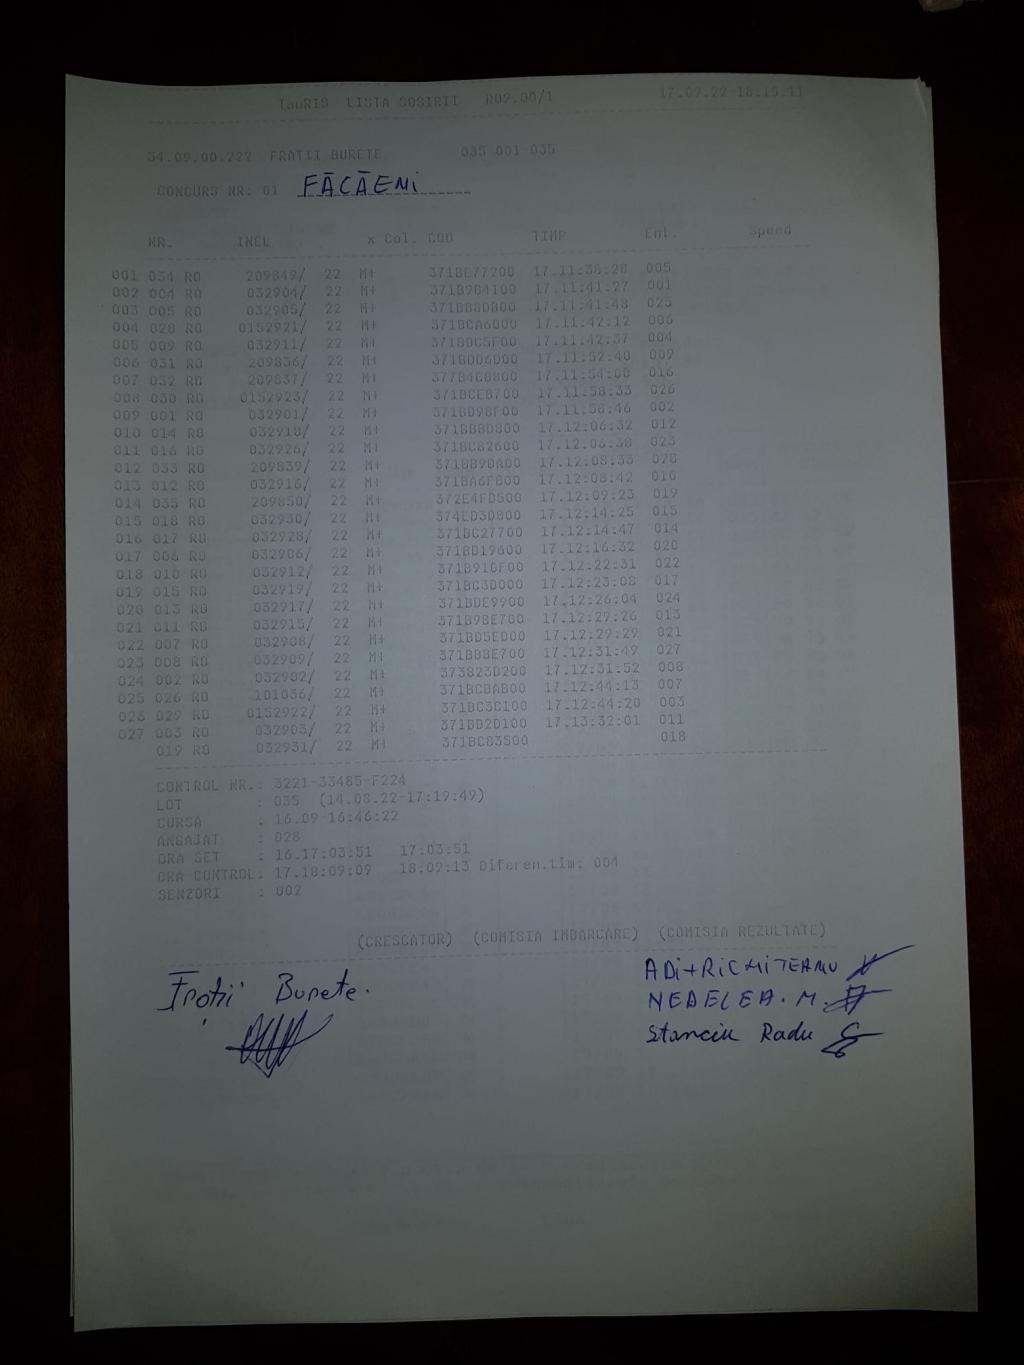 TauRIS LISTA SOSIRII R09.00/1 17.09.22-18:15:11
34.09.00.222 FRATII BURETE 035 001 035
CONCURS NR. 01 FĂCĂENI
NR. INEL x Col. COD TIMP Ent. Speed
001 034 RO 209849/ 22 M+ 371BE77200 17.11:38:28 005
002 004 RO 032904/ 22 M+ 371B9B4100 17.11:41:27 001
003 005 RO 032905/ 22 M+ 371BB80B00 17.11:41:48 025
004 028 RO 0152921/ 22 M+ 371BCA6000 17.11:42:12 006
005 009 RO 032911/ 22 M+ 371B0C5F00 17.11:42:37 004
006 031 RO 209836/ 22 M+ 371BD06000 17.11:52:40 009
007 032 RO 209837/ 22 M+ 377B4C8800 17.11:54:00 016
008 030 RO 0152923/ 22 M+ 371BCE8700 17.11:58:33 026
009 001 RO 032901/ 22 M+ 371BD98F00 17.11:58:46 002
010 014 RO 032918/ 22 M+ 371BBBD800 17.12:06:32 012
011 016 RO 032926/ 22 M+ 371BC82600 17.12:06:38 023
012 033 RO 209839/ 22 M+ 371BB9DA00 17.12:08:33 028
013 012 RO 032916/ 22 M+ 371BA6FB00 17.12:08:42 010
014 035 RO 209850/ 22 M+ 372E4FD500 17.12:09:23 019
015 018 RO 032930/ 22 M+ 374ED3D800 17.12:14:25 015
016 017 RO 032928/ 22 M+ 371BC27700 17.12:14:47 014
017 006 RO 032906/ 22 M+ 371BD19600 17.12:16:32 020
018 010 RO 032912/ 22 M+ 371B910F00 17.12:22:31 022
019 015 RO 032919/ 22 M+ 371BC3D000 17.12:23:08 017
020 013 RO 032917/ 22 M+ 371BDE9900 17.12:26:04 024
021 011 RO 032915/ 22 M+ 371B9BE700 17.12:29:26 013
022 007 RO 032908/ 22 M+ 371BD5ED00 17.12:29:29 021
023 008 RO 032909/ 22 M+ 371BBBE700 17.12:31:49 027
024 002 RO 032902/ 22 M+ 373823D200 17.12:31:52 008
025 026 RO 101036/ 22 M+ 371BCBAB00 17.12:44:13 007
026 029 RO 0152922/ 22 M+ 371BC3C100 17.12:44:20 003
027 003 RO 032903/ 22 M+ 371BD2D100 17.13:32:01 011
019 RO 032931/ 22 M+ 371BC83500 018
CONTROL NR.: 3221-33485-F224
LOT : 035 (14.08.22-17:19:49)
CURSA : 16.09-16:46:22
ANGAJAT : 028
ORA SET : 16.17:03:51 17:03:51
ORA CONTROL: 17.18:09:09 18:09:13 Diferen.tim: 004
SENZORI : 002
(CRESCATOR) (COMISIA IMBARCARE) (COMISIA REZULTATE)
Frații Burete.
NEDELEA. M.
Stanciu Radu